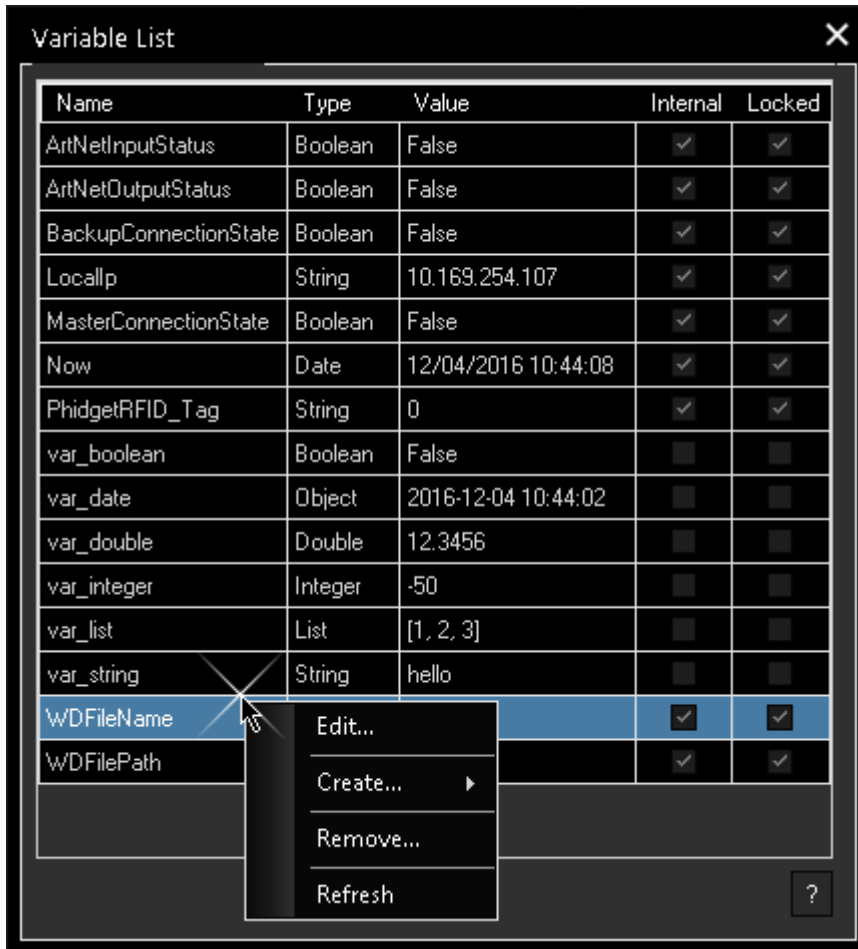 Variable List
Name Type Value Internal Locked
ArtNetInputStatus Boolean False
ArtNetOutputStatus Boolean False
BackupConnectionState Boolean False
LocalIp String 10.169.254.107
MasterConnectionState Boolean False
Now Date 12/04/2016 10:44:08
PhidgetRFID_Tag String 0
var_boolean Boolean False
var_date Object 2016-12-04 10:44:02
var_double Double 12.3456
var_integer Integer -50
var_list List [1, 2, 3]
var_string String hello
WDFileName
WDFilePath
Edit...
Create...
Remove...
Refresh
?